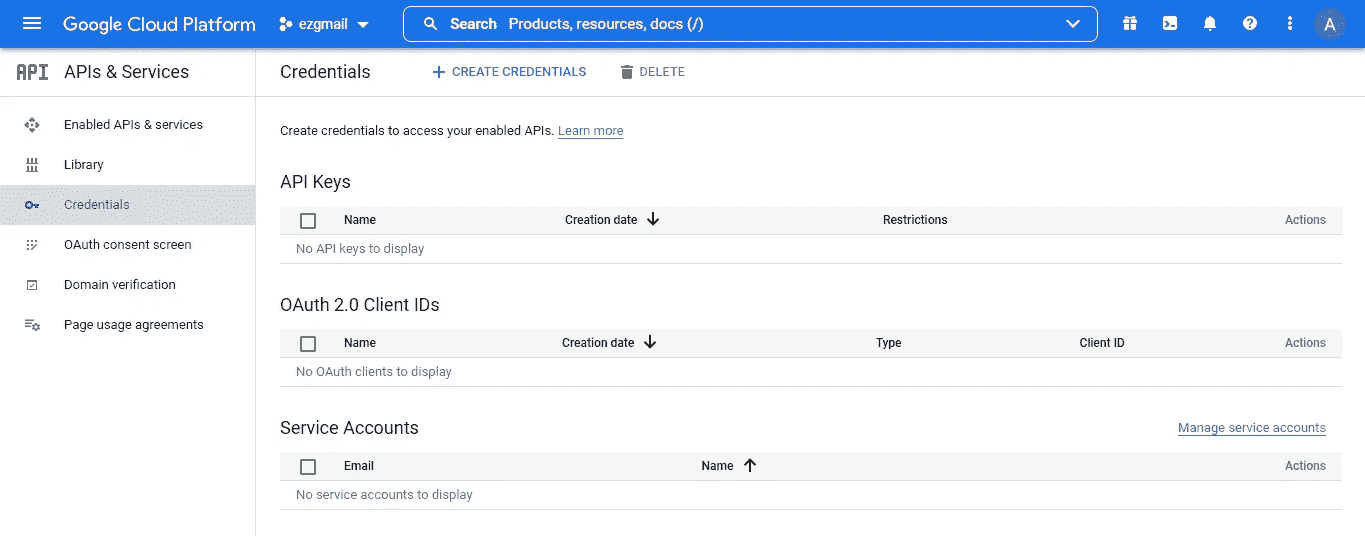 Google Cloud Platform ezgmail Search Products, resources, docs (/) A
API APIs & Services
Credentials + CREATE CREDENTIALS DELETE
Enabled APIs & services
Library
Credentials
OAuth consent screen
Domain verification
Page usage agreements
Create credentials to access your enabled APIs. Learn more
API Keys
Name Creation date Restrictions Actions
No API keys to display
OAuth 2.0 Client IDs
Name Creation date Type Client ID Actions
No OAuth clients to display
Service Accounts Manage service accounts
Email Name Actions
No service accounts to display